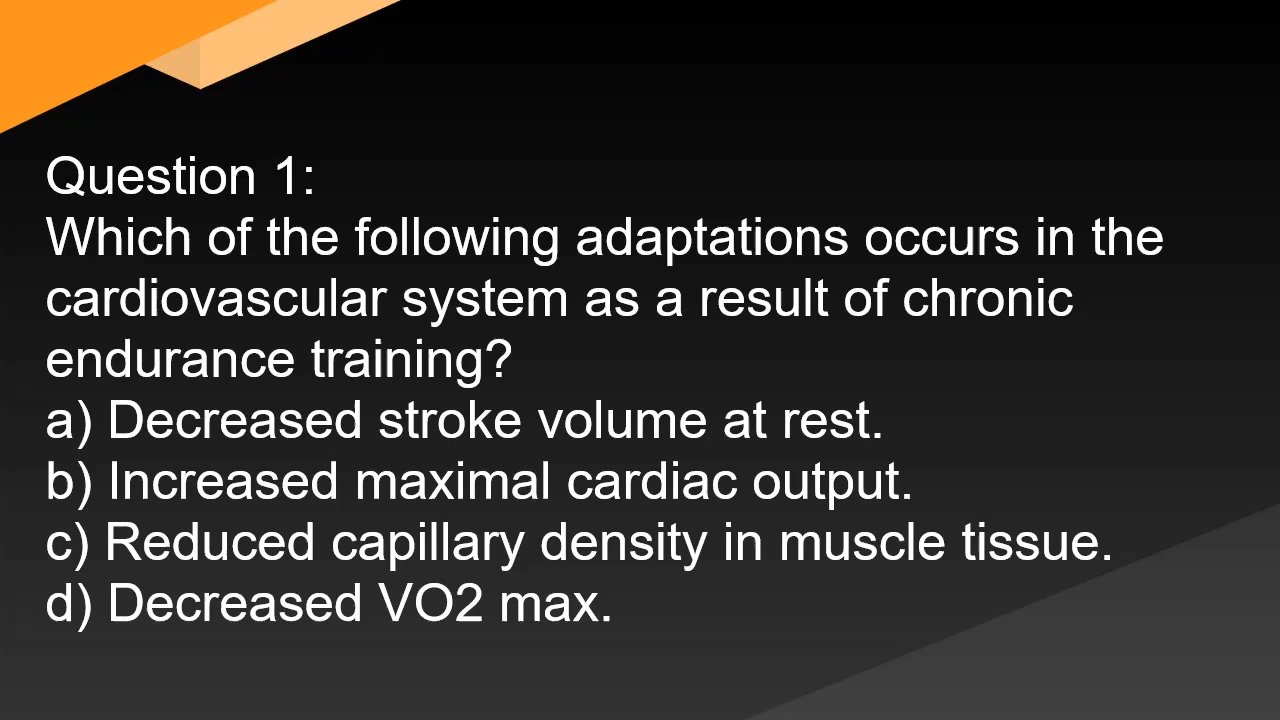 Question 1:
Which of the following adaptations occurs in the
cardiovascular system as a result of chronic
endurance training?
a) Decreased stroke volume at rest.
b) Increased maximal cardiac output.
c) Reduced capillary density in muscle tissue.
d) Decreased VO2 max.